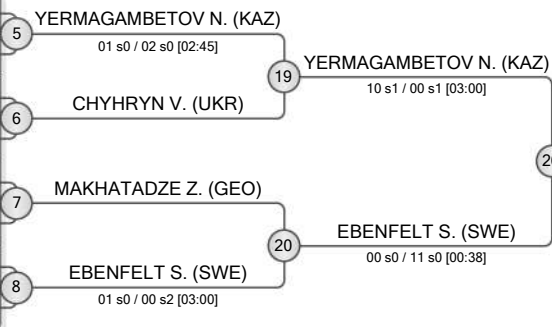 5
YERMAGAMBETOV N. (KAZ)
01 s0 / 02 s0 [02:45]
19
YERMAGAMBETOV N. (KAZ)
10 s1 / 00 s1 [03:00]
6
CHYHRYN V. (UKR)
7
MAKHATADZE Z. (GEO)
20
EBENFELT S. (SWE)
00 s0 / 11 s0 [00:38]
8
EBENFELT S. (SWE)
01 s0 / 00 s2 [03:00]